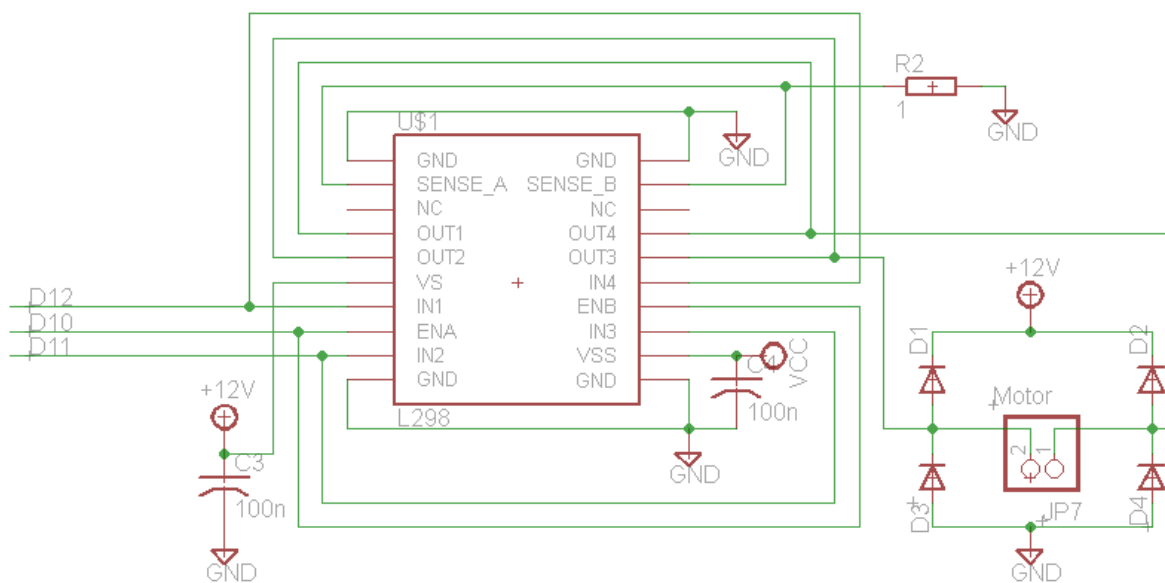 R2
1
GND
U$1
GND
GND GND
SENSE_A SENSE_B
NC NC
OUT1 OUT4
OUT2 OUT3
VS IN4
IN1 ENB
ENA IN3
IN2 VSS
GND GND
L298
D12
D10
D11
+12V
C3
100n
GND
VCC
100n
GND
+12V
D1
D2
Motor
2
1
D3
D4
JP7
GND